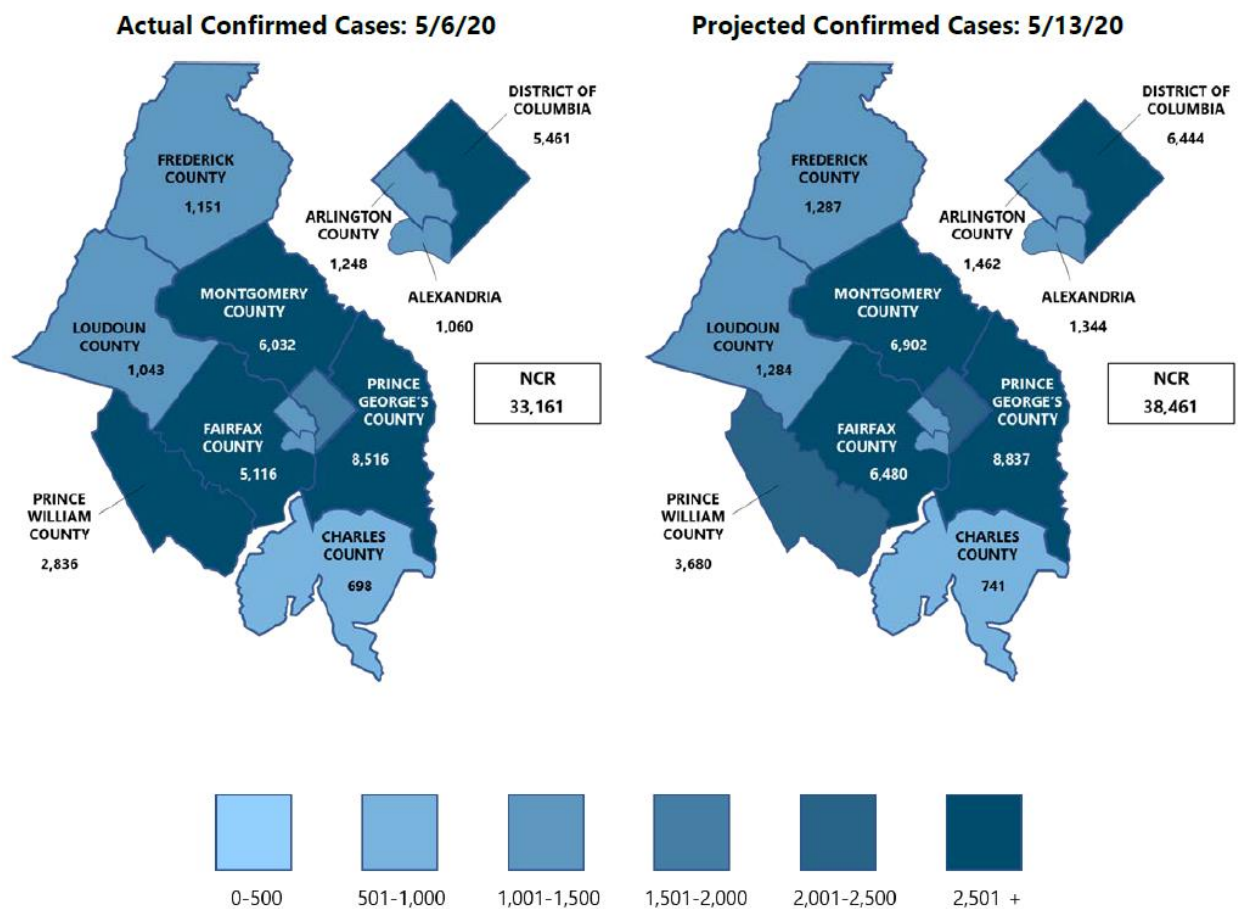 Actual Confirmed Cases: 5/6/20
DISTRICT OF
COLUMBIA
5,461
FREDERICK
COUNTY
1,151
ARLINGTON
COUNTY
1,248
ALEXANDRIA
1,060
MONTGOMERY
COUNTY
6,032
LOUDOUN
COUNTY
1,043
NCR
33,161
PRINCE
GEORGE'S
COUNTY
8,516
FAIRFAX
COUNTY
5,116
PRINCE
WILLIAM
COUNTY
2,836
CHARLES
COUNTY
698
Projected Confirmed Cases: 5/13/20
DISTRICT OF
COLUMBIA
6,444
FREDERICK
COUNTY
1,287
ARLINGTON
COUNTY
1,462
ALEXANDRIA
1,344
MONTGOMERY
COUNTY
6,902
LOUDOUN
COUNTY
1,284
NCR
38,461
PRINCE
GEORGE'S
COUNTY
8,837
FAIRFAX
COUNTY
6,480
PRINCE
WILLIAM
COUNTY
3,680
CHARLES
COUNTY
741
0-500
501-1,000
1,001-1,500
1,501-2,000
2,001-2,500
2,501 +